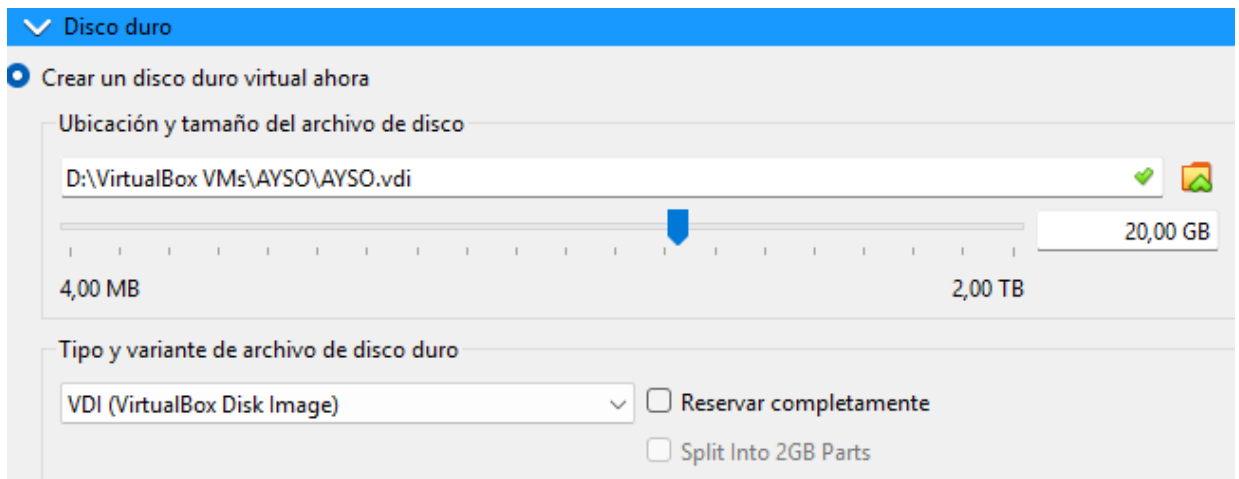 Disco duro
Crear un disco duro virtual ahora
Ubicación y tamaño del archivo de disco
D:\VirtualBox VMs\AYSO\AYSO.vdi
20,00 GB
4,00 MB 2,00 TB
Tipo y variante de archivo de disco duro
VDI (VirtualBox Disk Image) Reservar completamente
Split Into 2GB Parts